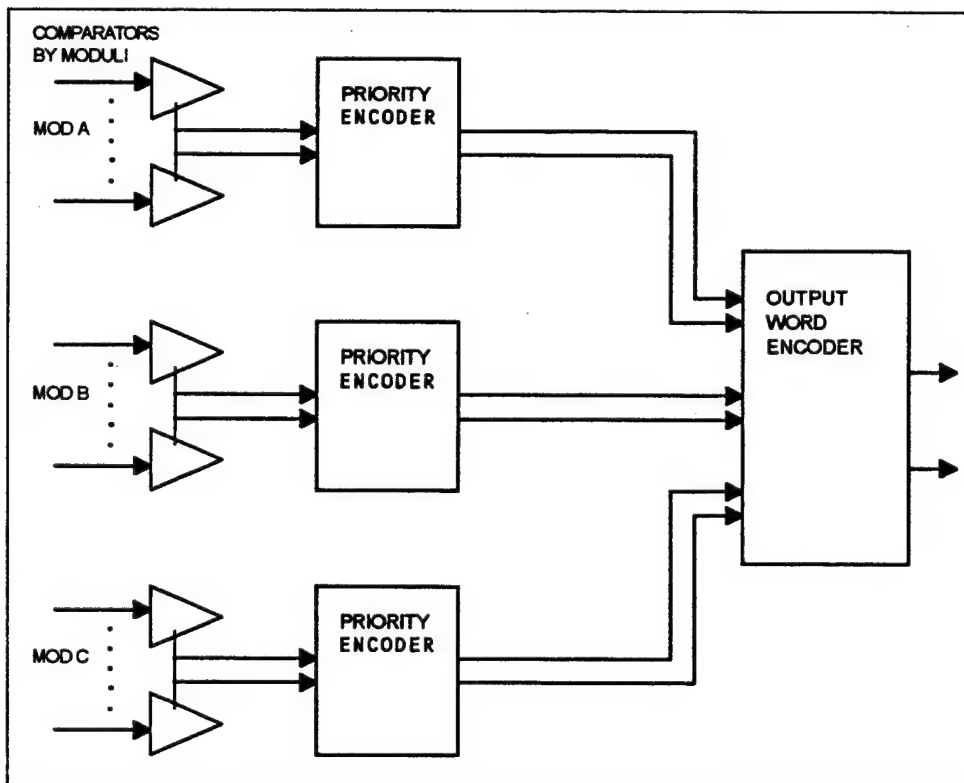 COMPARATORS
BY MODULI
MOD A
PRIORITY
ENCODER
MOD B
PRIORITY
ENCODER
MOD C
PRIORITY
ENCODER
OUTPUT
WORD
ENCODER